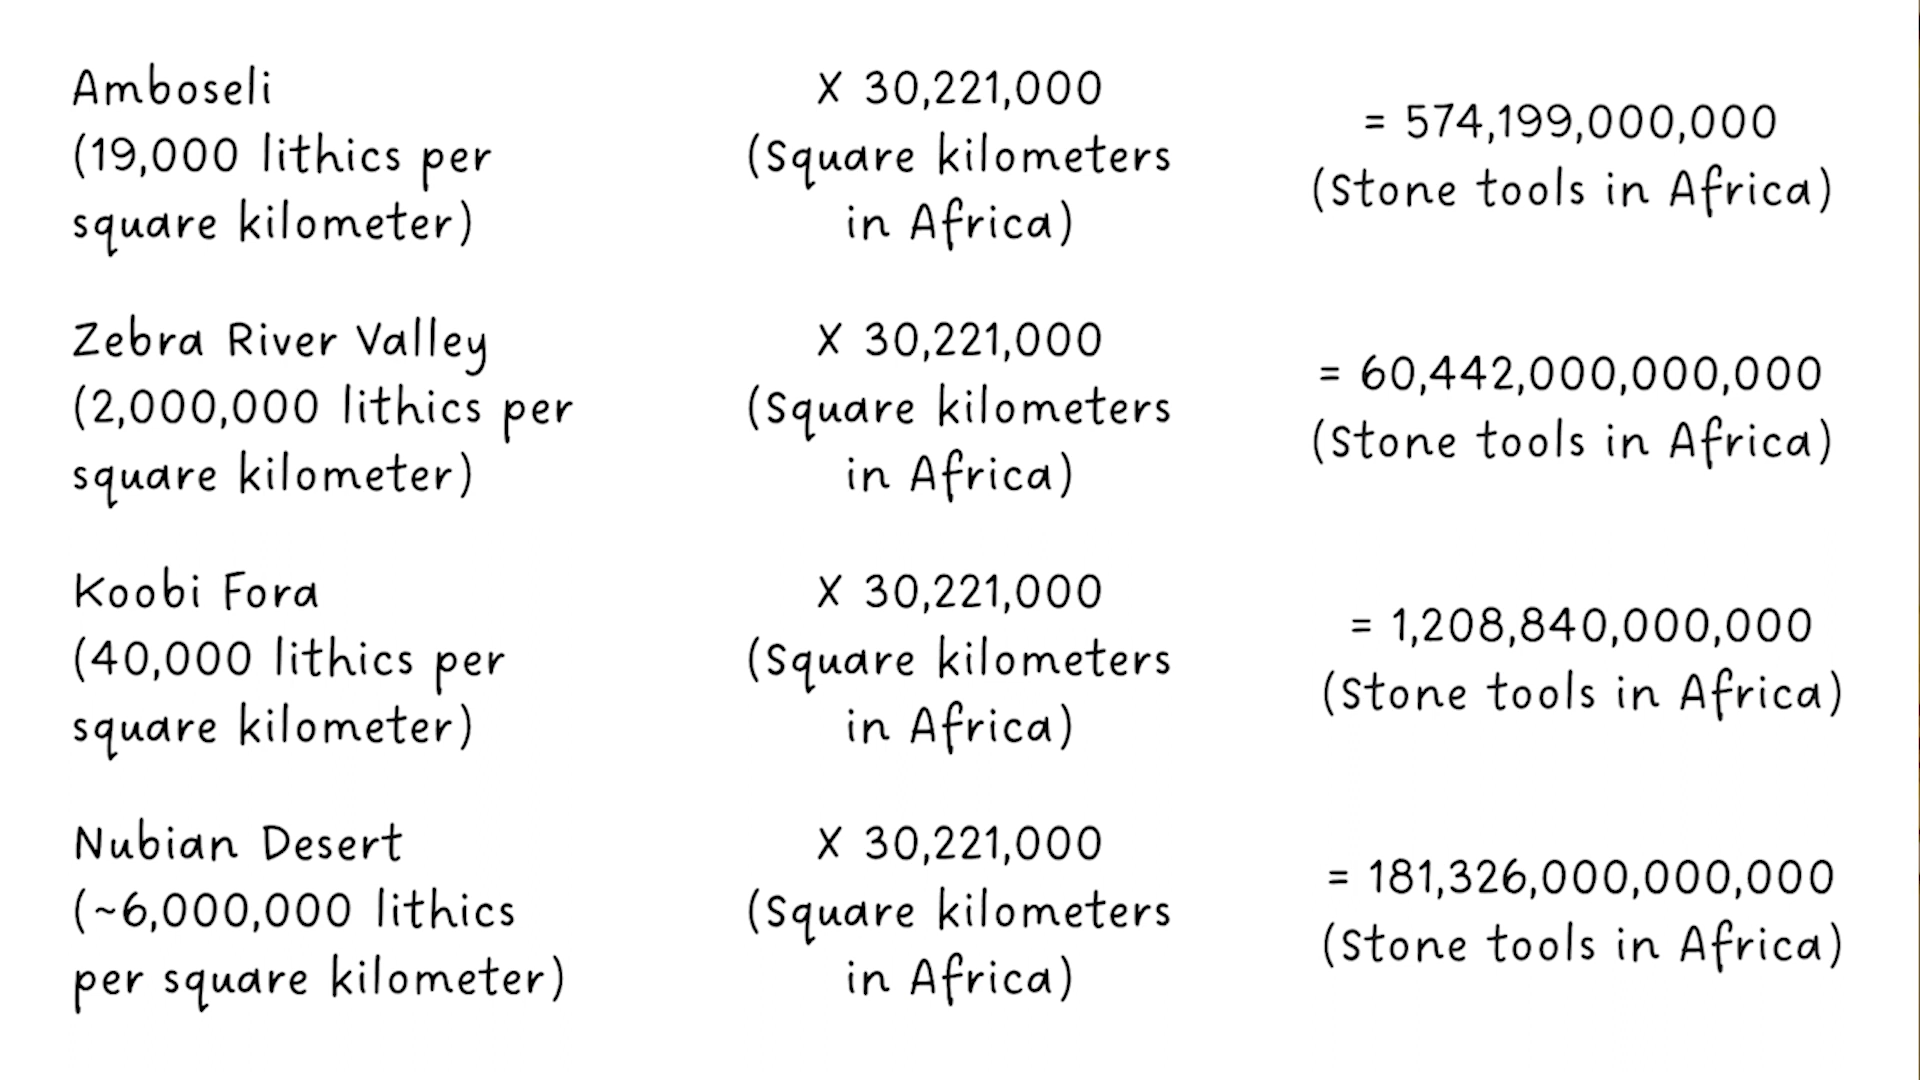 Amboseli
(19,000 lithics per
square kilometer)
X 30,221,000
(Square kilometers
in Africa)
= 574,199,000,000
(Stone tools in Africa)
Zebra River Valley
(2,000,000 lithics per
square kilometer)
X 30,221,000
(Square kilometers
in Africa)
= 60,442,000,000,000
(Stone tools in Africa)
Koobi Fora
(40,000 lithics per
square kilometer)
X 30,221,000
(Square kilometers
in Africa)
= 1,208,840,000,000
(Stone tools in Africa)
Nubian Desert
(~6,000,000 lithics
per square kilometer)
X 30,221,000
(Square kilometers
in Africa)
= 181,326,000,000,000
(Stone tools in Africa)